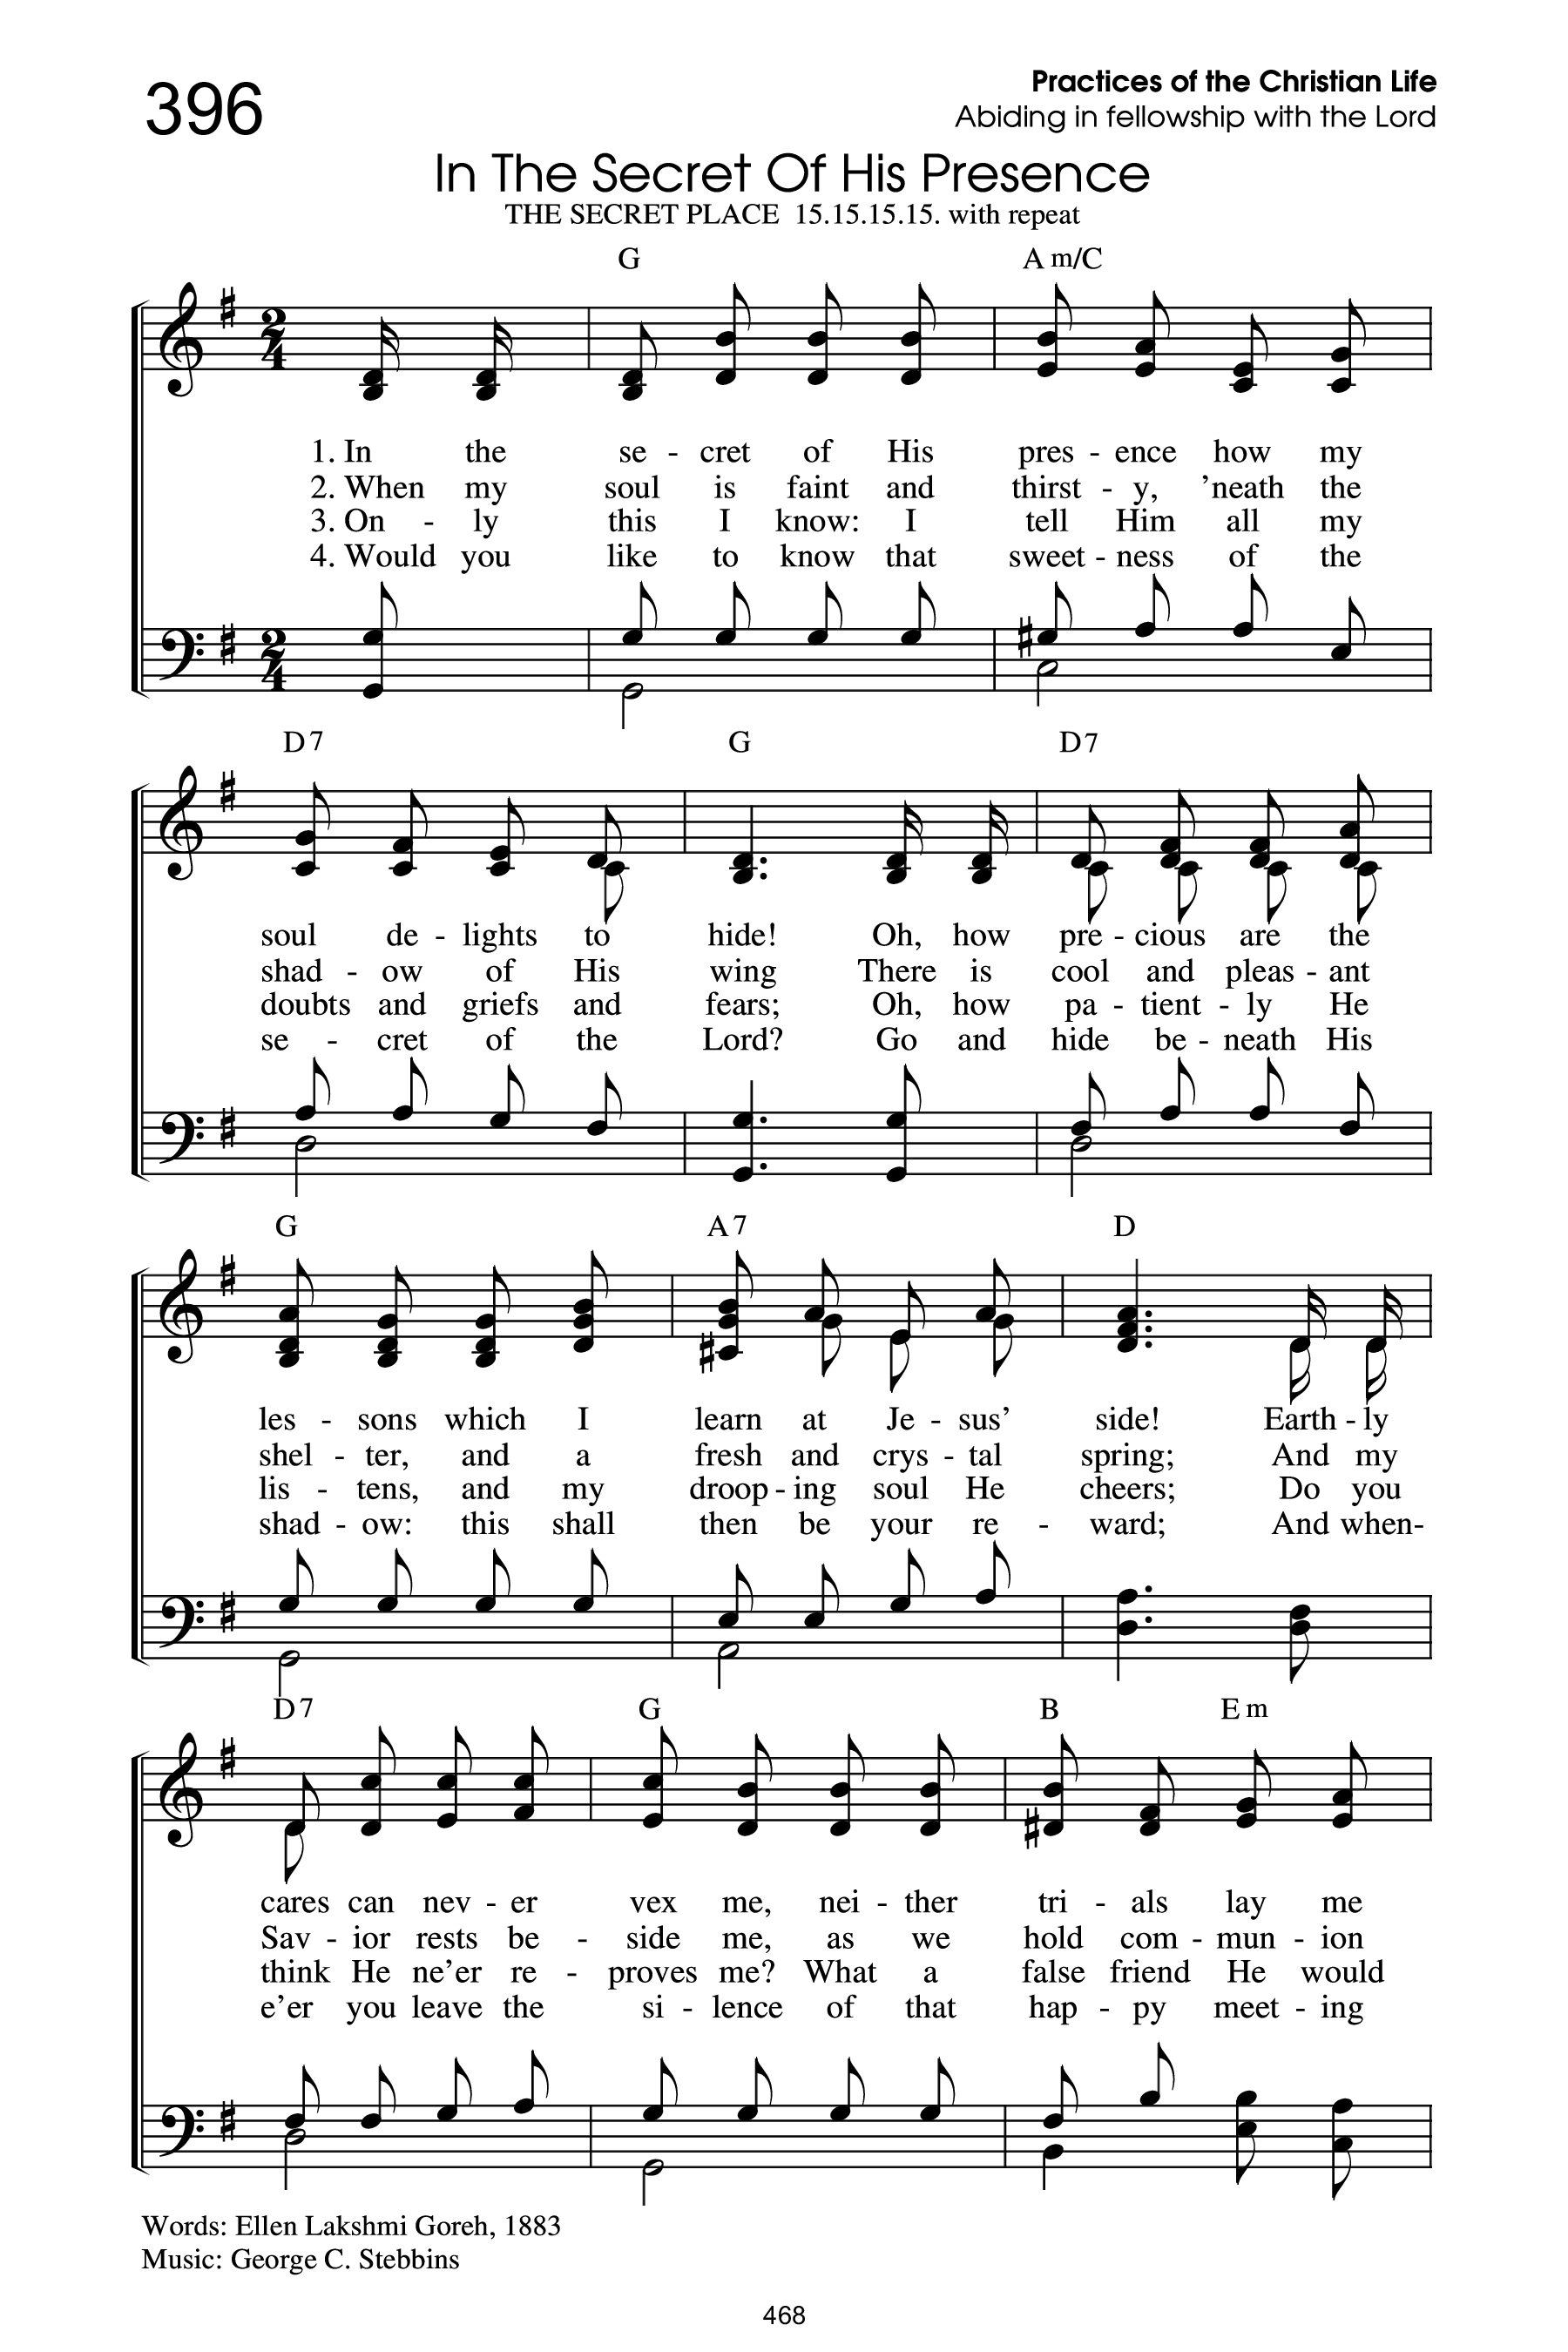 396
Practices of the Christian Life
Abiding in fellowship with the Lord
In The Secret Of His Presence
THE SECRET PLACE 15.15.15.15. with repeat
G A m/C
1. In the se - cret of His pres - ence how my
2. When my soul is faint and thirst - y, ’neath the
3. On - ly this I know: I tell Him all my
4. Would you like to know that sweet - ness of the
D 7 G D 7
soul de - lights to hide! Oh, how pre - cious are the
shad - ow of His wing There is cool and pleas - ant
doubts and griefs and fears; Oh, how pa - tient - ly He
se - cret of the Lord? Go and hide be - neath His
G A 7 D
les - sons which I learn at Je - sus’ side! Earth - ly
shel - ter, and a fresh and crys - tal spring; And my
lis - tens, and my droop - ing soul He cheers; Do you
shad - ow: this shall then be your re - ward; And when-
D 7 G B E m
cares can nev - er vex me, nei - ther tri - als lay me
Sav - ior rests be - side me, as we hold com - mun - ion
think He ne’er re - proves me? What a false friend He would
e’er you leave the si - lence of that hap - py meet - ing
Words: Ellen Lakshmi Goreh, 1883
Music: George C. Stebbins
468